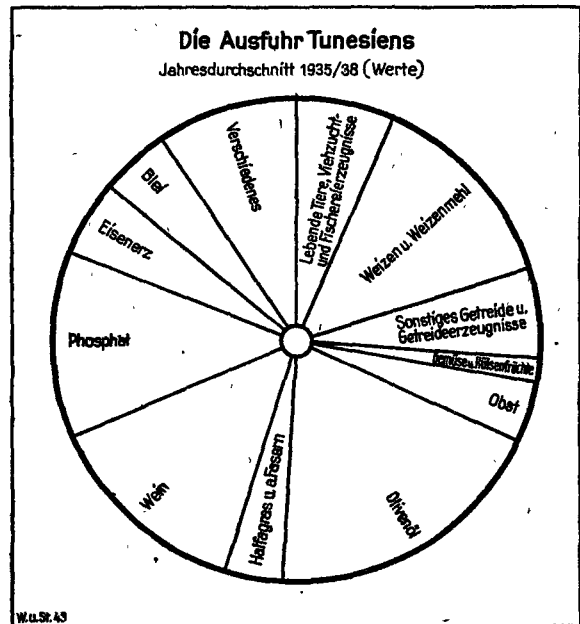 Die Ausfuhr Tunesiens
Jahresdurchschnitt 1935/38 (Werte)
Lebende Tiere, Viehzucht-
und Fischereierzeugnisse
Weizen u. Weizenmehl
Sonstiges Getreide u.
Getreideerzeugnisse
Gemüse u. Hülsenfrüchte
Obst
Olivenöl
Halfagras u. a. Fasern
Wein
Phosphat
Eisenerz
Blei
Verschiedenes
W.u.St.43